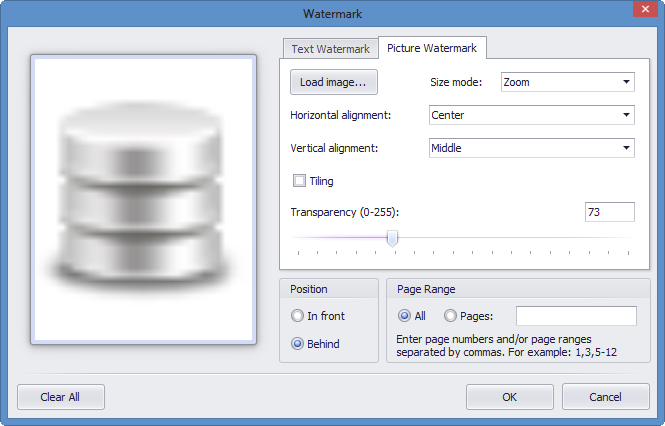 Watermark
Text Watermark
Picture Watermark
Load image...
Size mode:
Zoom
Horizontal alignment:
Center
Vertical alignment:
Middle
Tiling
Transparency (0-255):
73
Position
In front
Behind
Page Range
All
Pages:
Enter page numbers and/or page ranges
separated by commas. For example: 1,3,5-12
Clear All
OK
Cancel